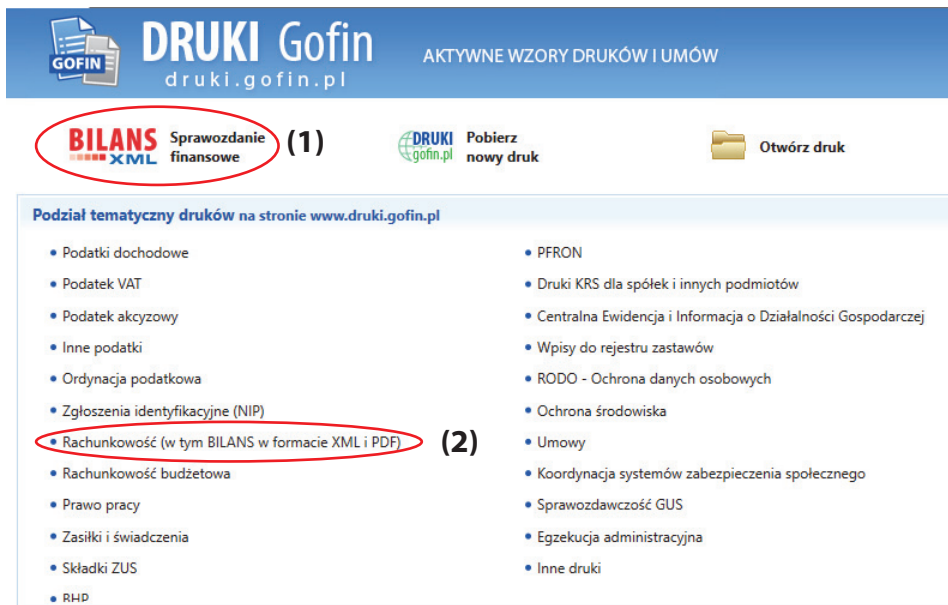 GOFIN
DRUKI Gofin
druki.gofin.pl
AKTYWNE WZORY DRUKÓW I UMÓW
BILANS XML
Sprawozdanie
finansowe
(1)
DRUKI
gofin.pl
Pobierz
nowy druk
Otwórz druk
Podział tematyczny druków na stronie www.druki.gofin.pl
• Podatki dochodowe
• Podatek VAT
• Podatek akcyzowy
• Inne podatki
• Ordynacja podatkowa
• Zgłoszenia identyfikacyjne (NIP)
• Rachunkowość (w tym BILANS w formacie XML i PDF)
(2)
• Rachunkowość budżetowa
• Prawo pracy
• Zasiłki i świadczenia
• Składki ZUS
• BHP
• PFRON
• Druki KRS dla spółek i innych podmiotów
• Centralna Ewidencja i Informacja o Działalności Gospodarczej
• Wpisy do rejestru zastawów
• RODO - Ochrona danych osobowych
• Ochrona środowiska
• Umowy
• Koordynacja systemów zabezpieczenia społecznego
• Sprawozdawczość GUS
• Egzekucja administracyjna
• Inne druki